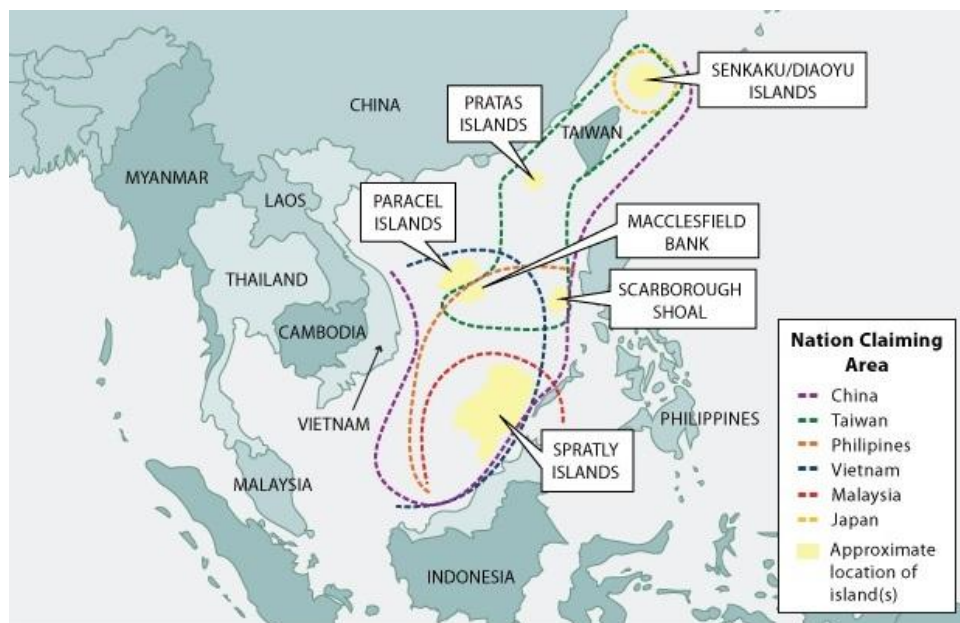 SENKAKU/DIAOYU
ISLANDS
CHINA
PRATAS
ISLANDS
TAIWAN
MYANMAR
LAOS
PARACEL
ISLANDS
MACCLESFIELD
BANK
THAILAND
SCARBOROUGH
SHOAL
CAMBODIA
VIETNAM
PHILIPPINES
SPRATLY
ISLANDS
MALAYSIA
INDONESIA
Nation Claiming
Area
China
Taiwan
Philipines
Vietnam
Malaysia
Japan
Approximate
location of
island(s)